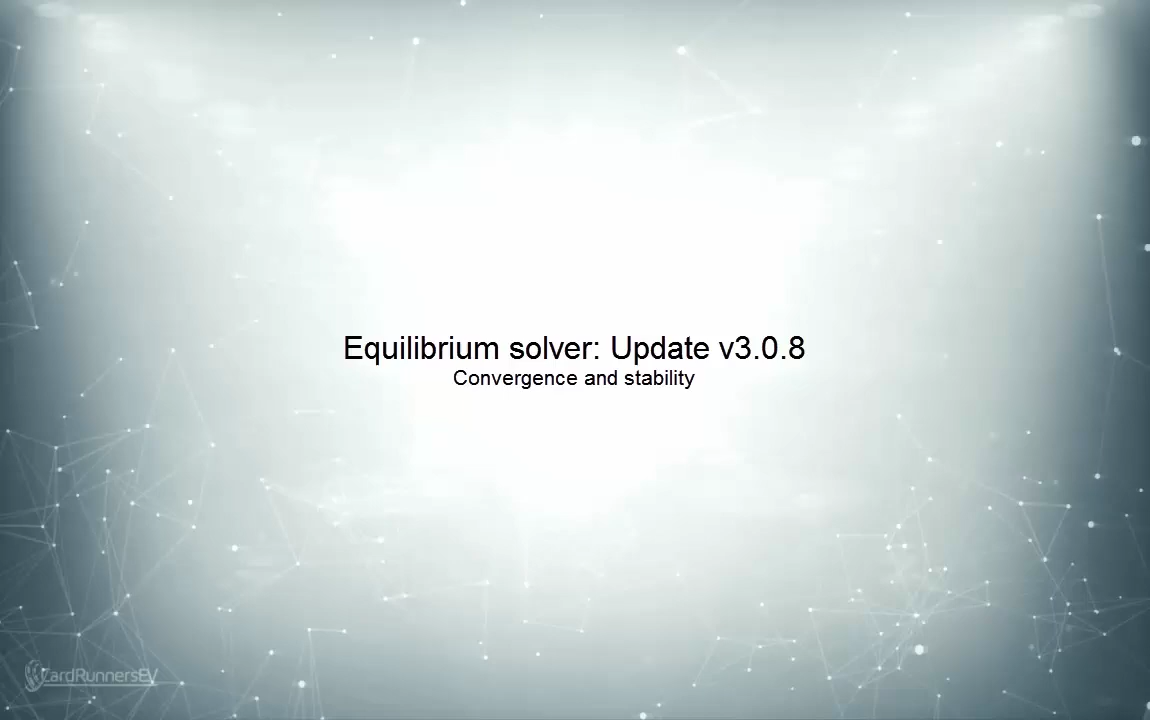 Equilibrium solver: Update v3.0.8
Convergence and stability
CardRunnersEV